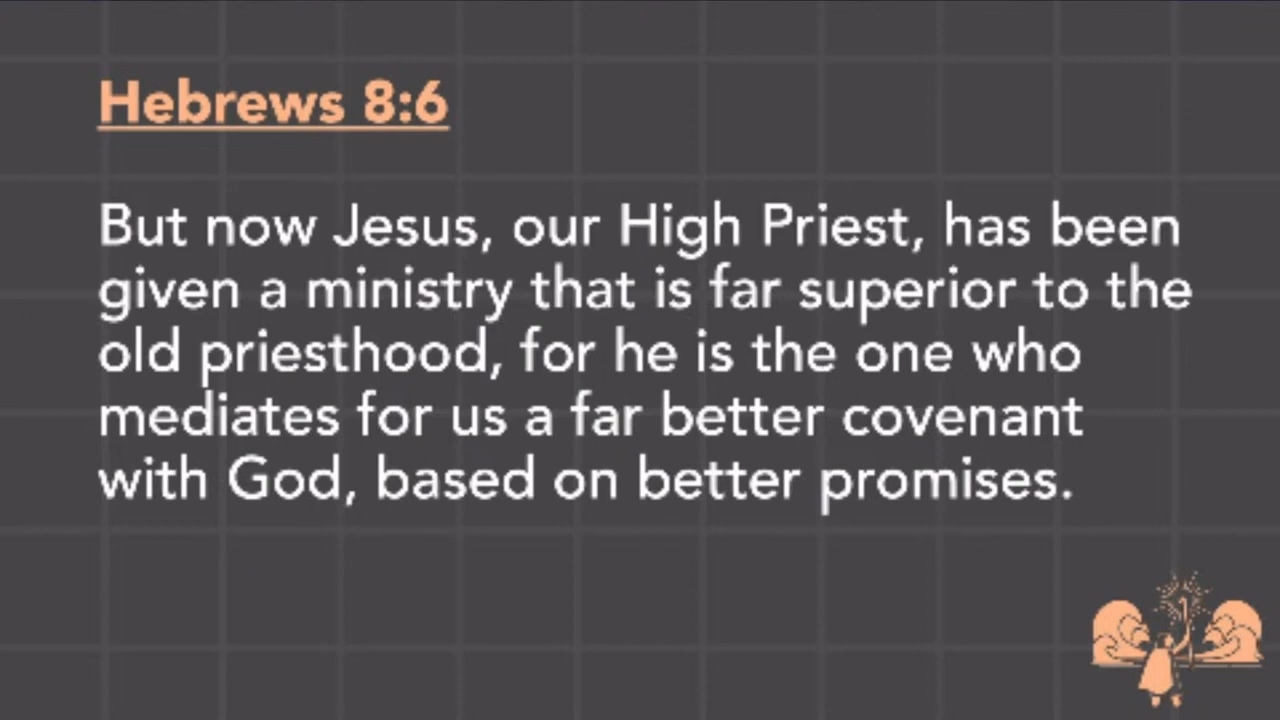 Hebrews 8:6
But now Jesus, our High Priest, has been
given a ministry that is far superior to the
old priesthood, for he is the one who
mediates for us a far better covenant
with God, based on better promises.